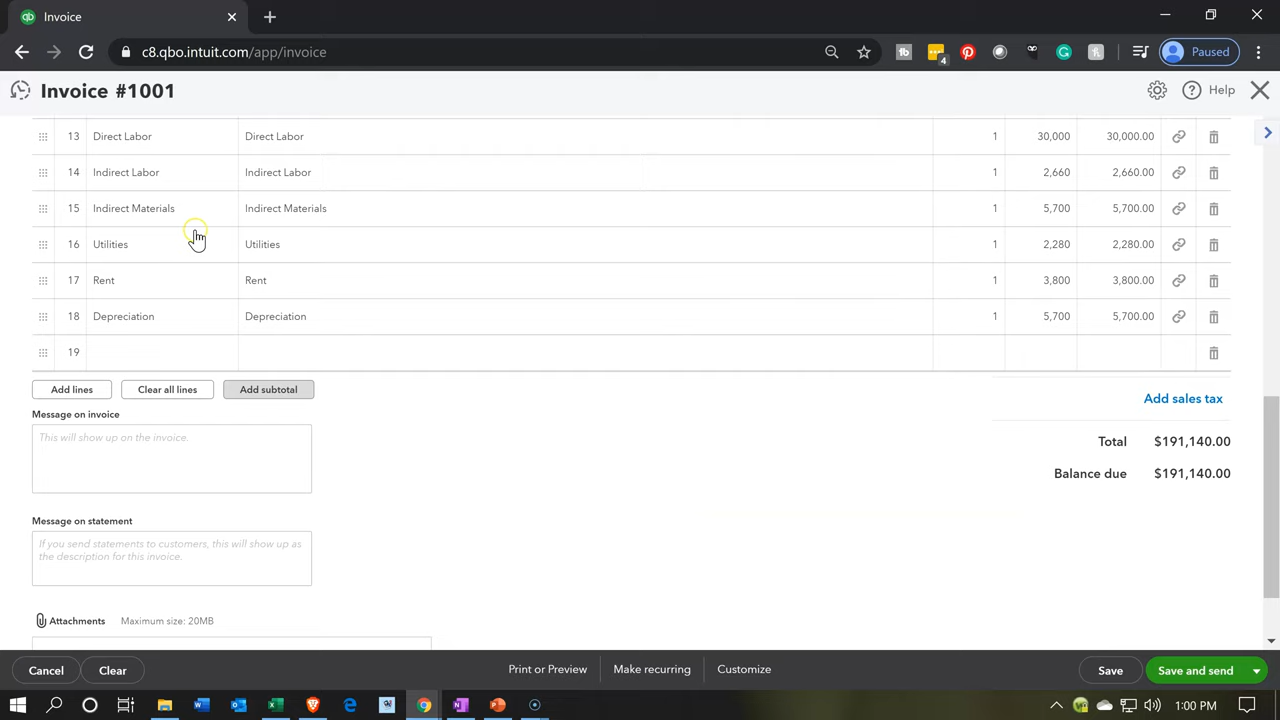 Invoice
c8.qbo.intuit.com/app/invoice
4
Paused
Invoice #1001
Help
13 Direct Labor Direct Labor 1 30,000 30,000.00
14 Indirect Labor Indirect Labor 1 2,660 2,660.00
15 Indirect Materials Indirect Materials 1 5,700 5,700.00
16 Utilities Utilities 1 2,280 2,280.00
17 Rent Rent 1 3,800 3,800.00
18 Depreciation Depreciation 1 5,700 5,700.00
19
Add lines Clear all lines Add subtotal
Add sales tax
Message on invoice
This will show up on the invoice.
Total $191,140.00
Balance due $191,140.00
Message on statement
If you send statements to customers, this will show up as
the description for this invoice.
Attachments Maximum size: 20MB
Cancel Clear Print or Preview Make recurring Customize Save Save and send
1:00 PM